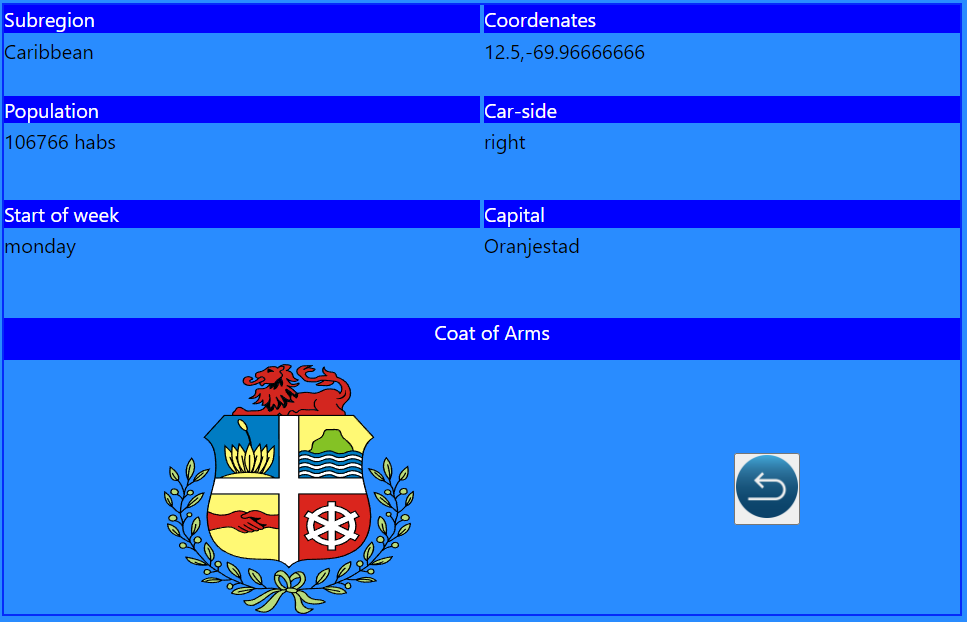 Subregion
Coordenates
Caribbean
12.5,-69.96666666
Population
Car-side
106766 habs
right
Start of week
Capital
monday
Oranjestad
Coat of Arms